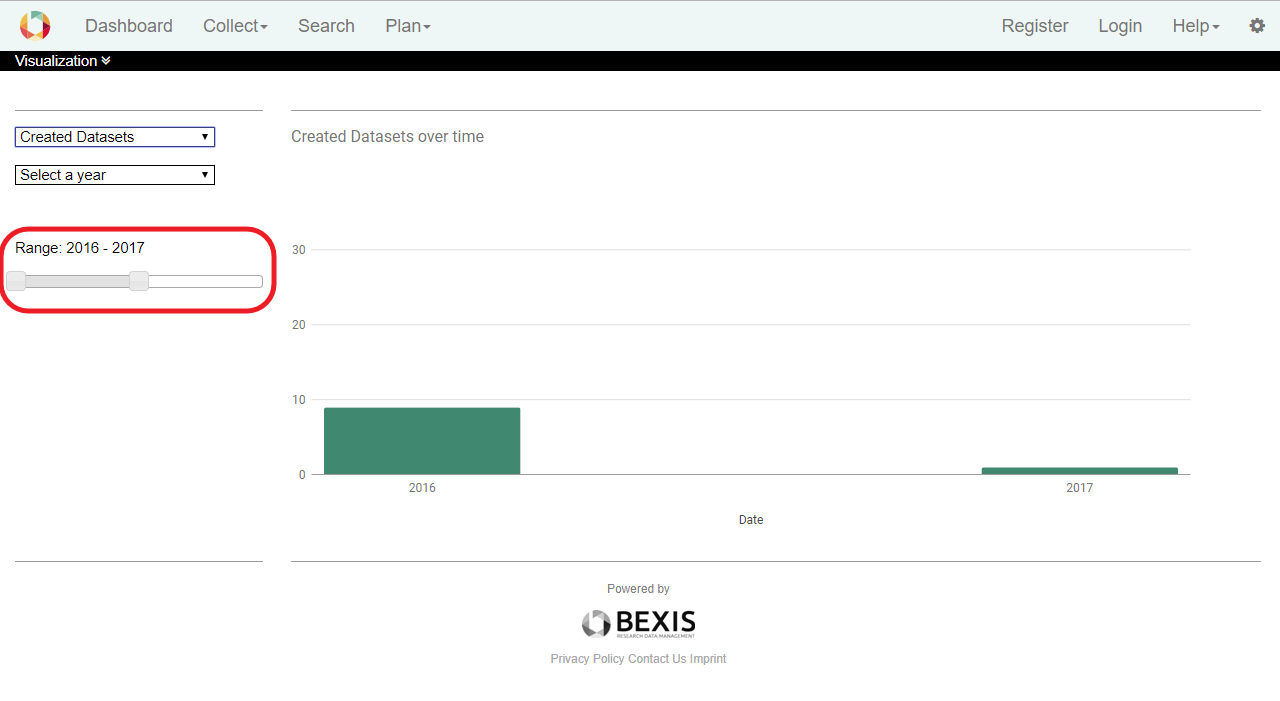 Dashboard Collect Search Plan Register Login Help
Visualization
Created Datasets
Select a year
Range: 2016 - 2017
Created Datasets over time
30
20
10
0
2016 2017
Date
Powered by
BEXIS
RESEARCH DATA MANAGEMENT
Privacy Policy Contact Us Imprint